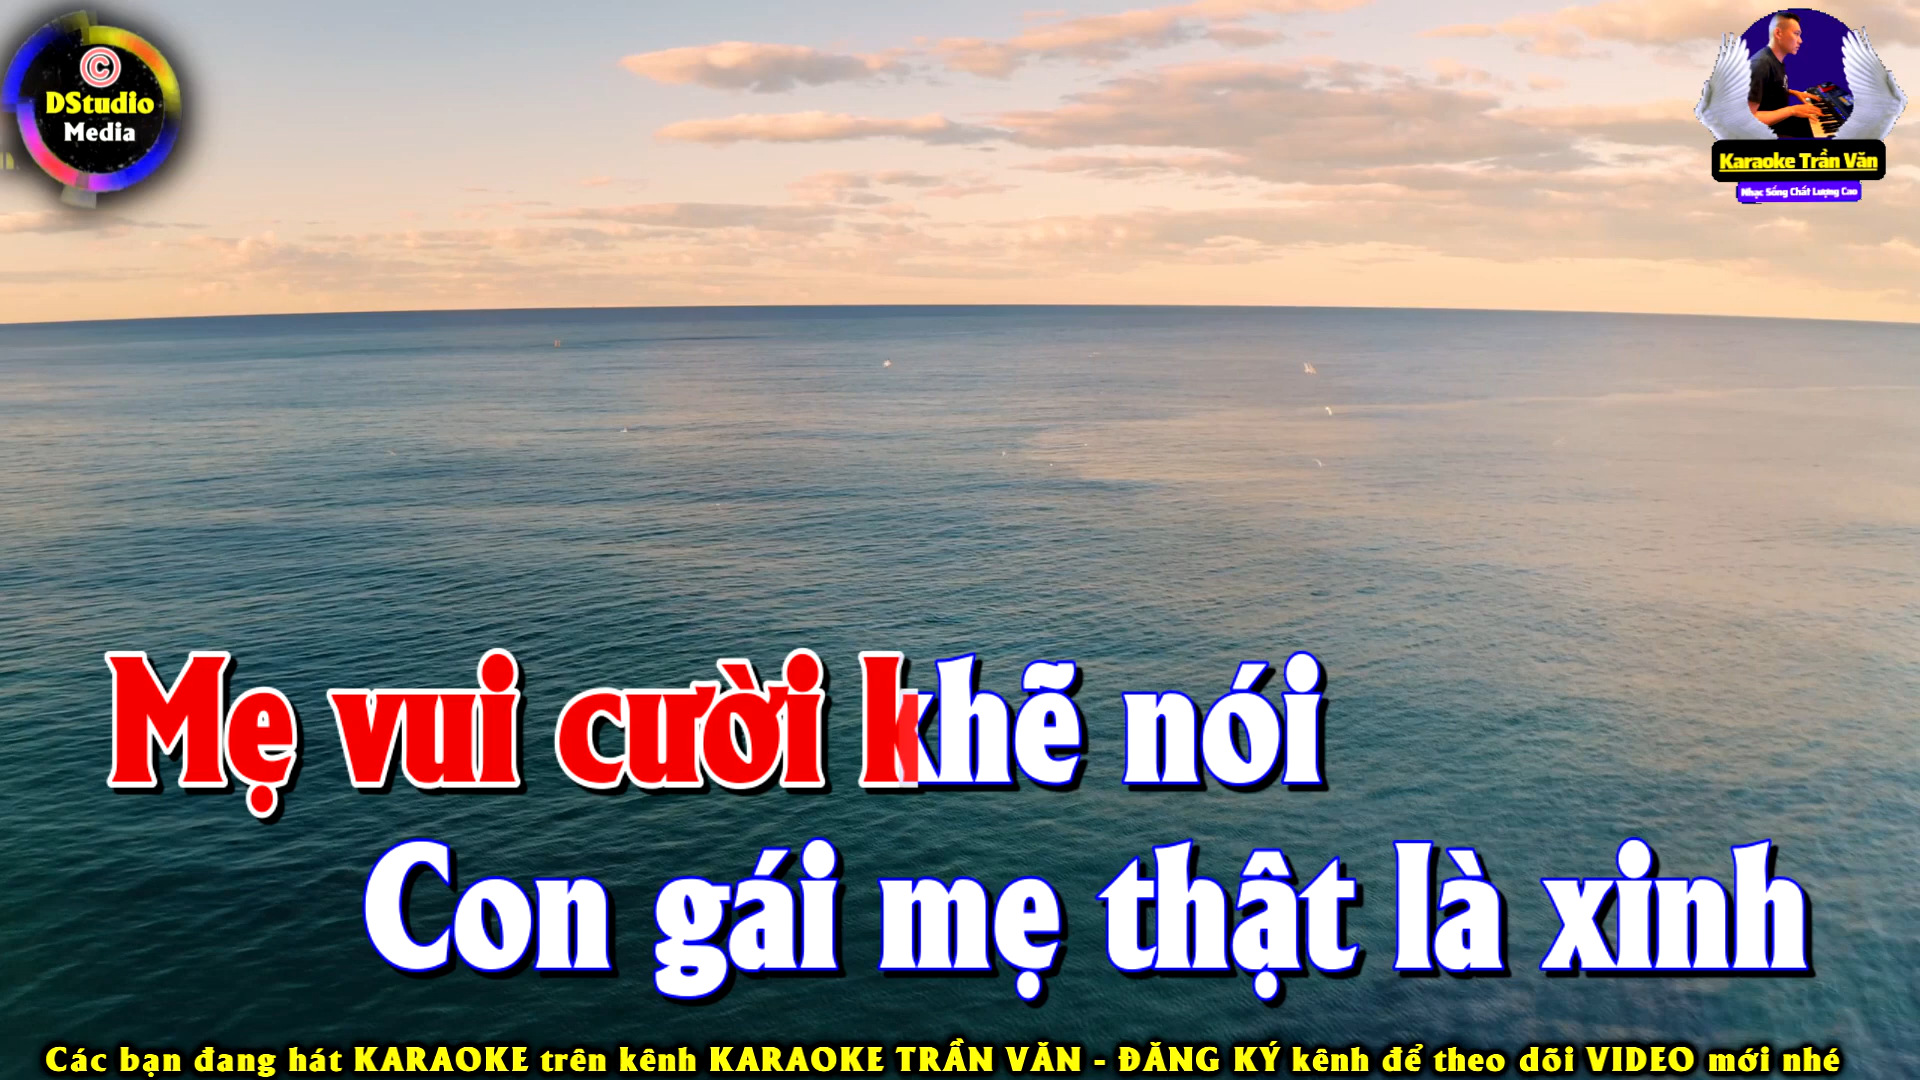 ©
DStudio
Media
Karaoke Trần Văn
Nhạc Sống Chất Lượng Cao
Mẹ vui cười khẽ nói
Con gái mẹ thật là xinh
Các bạn đang hát KARAOKE trên kênh KARAOKE TRẦN VĂN - ĐĂNG KÝ kênh để theo dõi VIDEO mới nhé